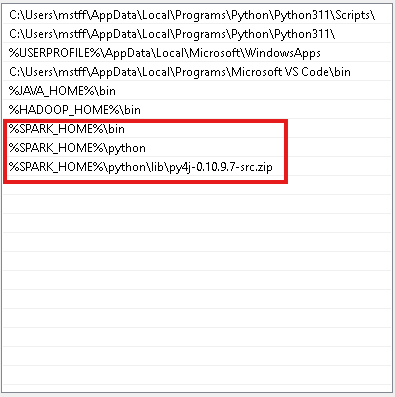 C:\Users\mstff\AppData\Local\Programs\Python\Python311\Scripts\
C:\Users\mstff\AppData\Local\Programs\Python\Python311\
%USERPROFILE%\AppData\Local\Microsoft\WindowsApps
C:\Users\mstff\AppData\Local\Programs\Microsoft VS Code\bin
%JAVA_HOME%\bin
%HADOOP_HOME%\bin
%SPARK_HOME%\bin
%SPARK_HOME%\python
%SPARK_HOME%\python\lib\py4j-0.10.9.7-src.zip